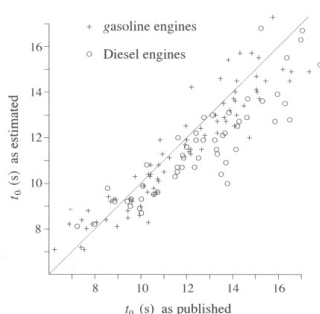 + gasoline engines
o Diesel engines
16
14
12
10
8
t₀ (s) as estimated
8 10 12 14 16
t₀ (s) as published